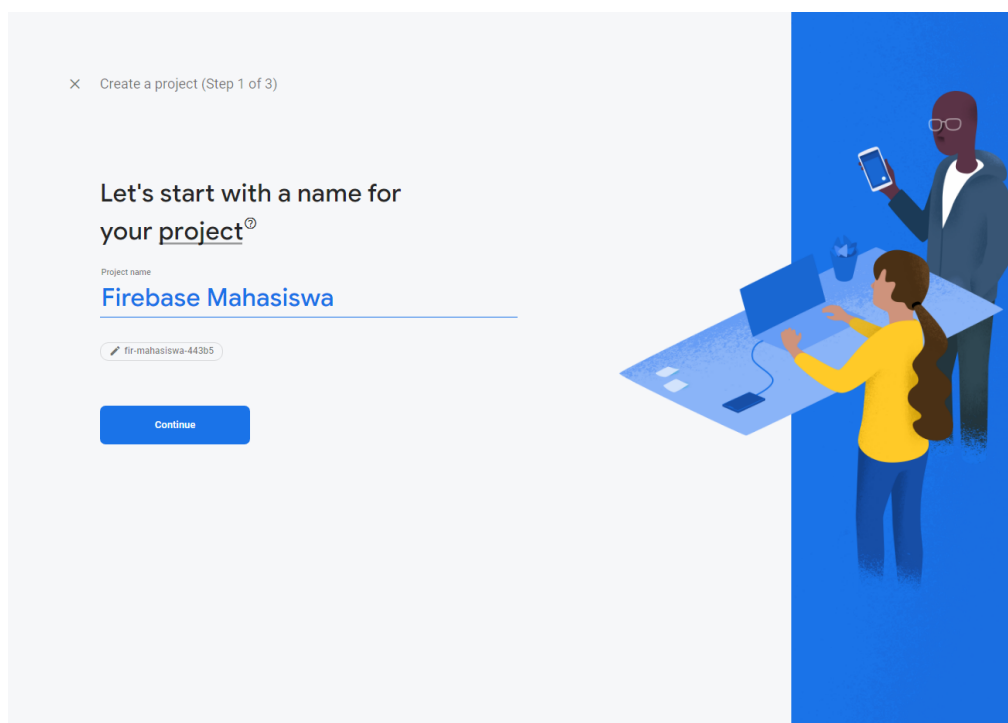 Create a project (Step 1 of 3)
Let's start with a name for
your project
Project name
Firebase Mahasiswa
fir-mahasiswa-443b5
Continue